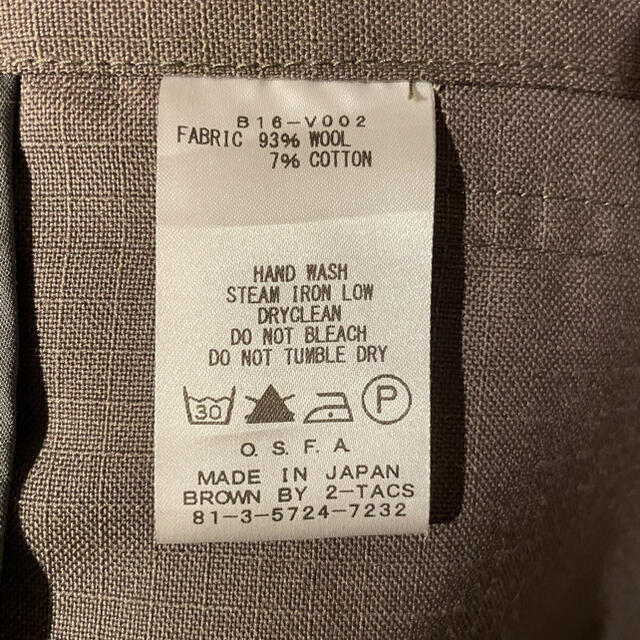 B16-V002
FABRIC 93% WOOL
7% COTTON
HAND WASH
STEAM IRON LOW
DRYCLEAN
DO NOT BLEACH
DO NOT TUMBLE DRY
30 P
O.S.F.A.
MADE IN JAPAN
BROWN BY 2-TACS
81-3-5724-7232